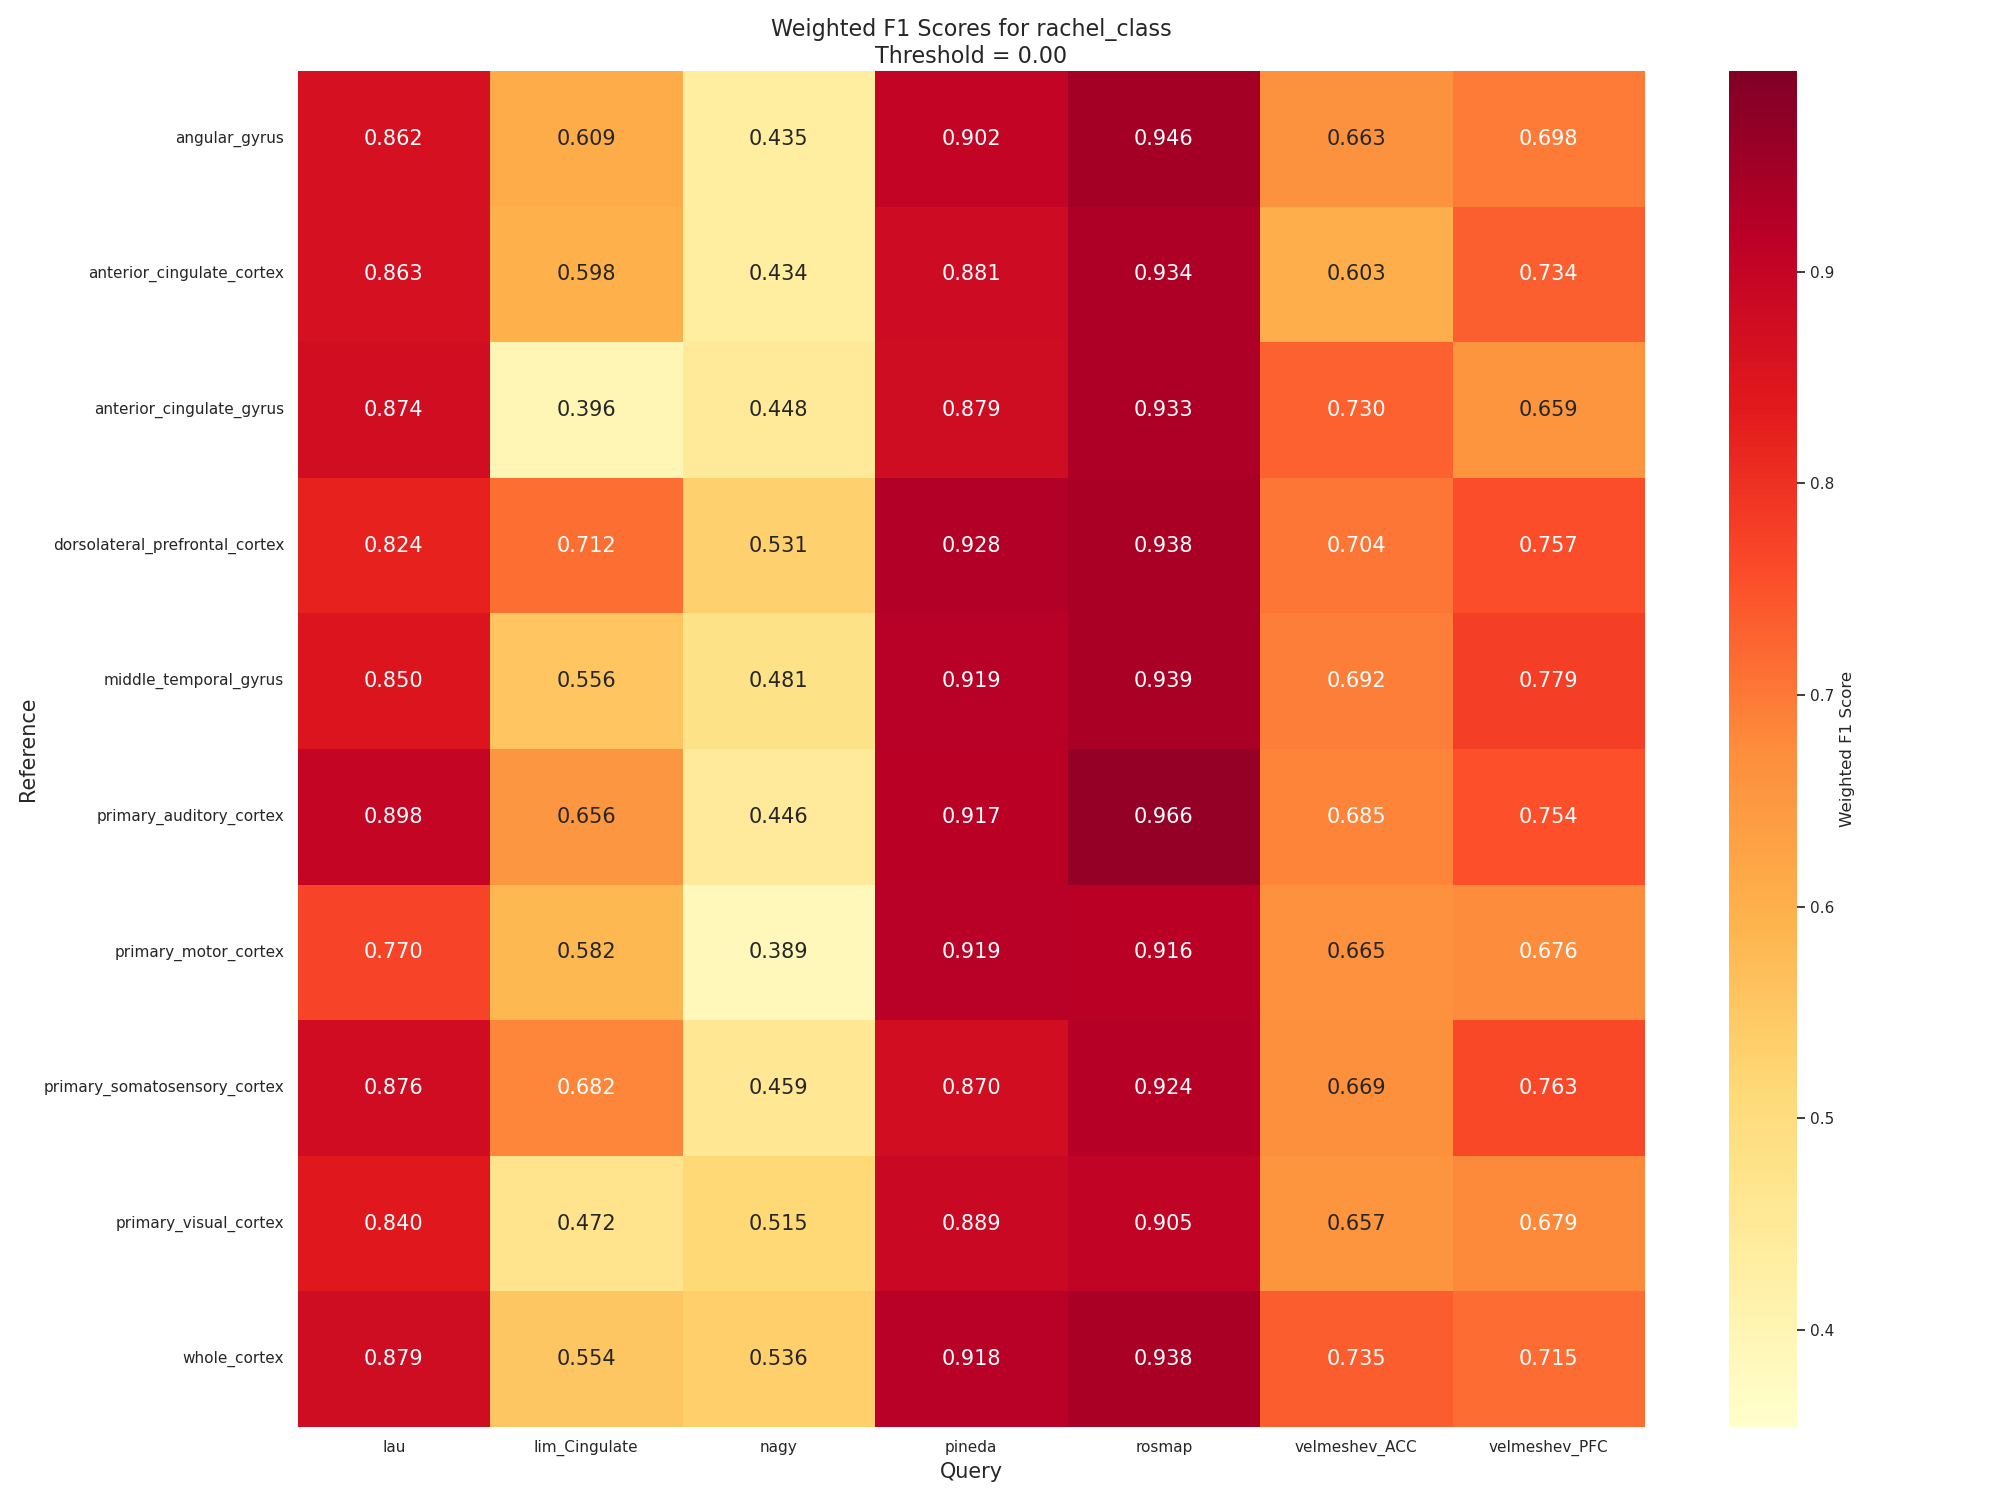 Weighted F1 Scores for rachel_class
Threshold = 0.00
Reference
angular_gyrus 0.862 0.609 0.435 0.902 0.946 0.663 0.698
anterior_cingulate_cortex 0.863 0.598 0.434 0.881 0.934 0.603 0.734
anterior_cingulate_gyrus 0.874 0.396 0.448 0.879 0.933 0.730 0.659
dorsolateral_prefrontal_cortex 0.824 0.712 0.531 0.928 0.938 0.704 0.757
middle_temporal_gyrus 0.850 0.556 0.481 0.919 0.939 0.692 0.779
primary_auditory_cortex 0.898 0.656 0.446 0.917 0.966 0.685 0.754
primary_motor_cortex 0.770 0.582 0.389 0.919 0.916 0.665 0.676
primary_somatosensory_cortex 0.876 0.682 0.459 0.870 0.924 0.669 0.763
primary_visual_cortex 0.840 0.472 0.515 0.889 0.905 0.657 0.679
whole_cortex 0.879 0.554 0.536 0.918 0.938 0.735 0.715
lau lim_Cingulate nagy pineda rosmap velmeshev_ACC velmeshev_PFC
Query
0.9
0.8
0.7
0.6
0.5
0.4
Weighted F1 Score